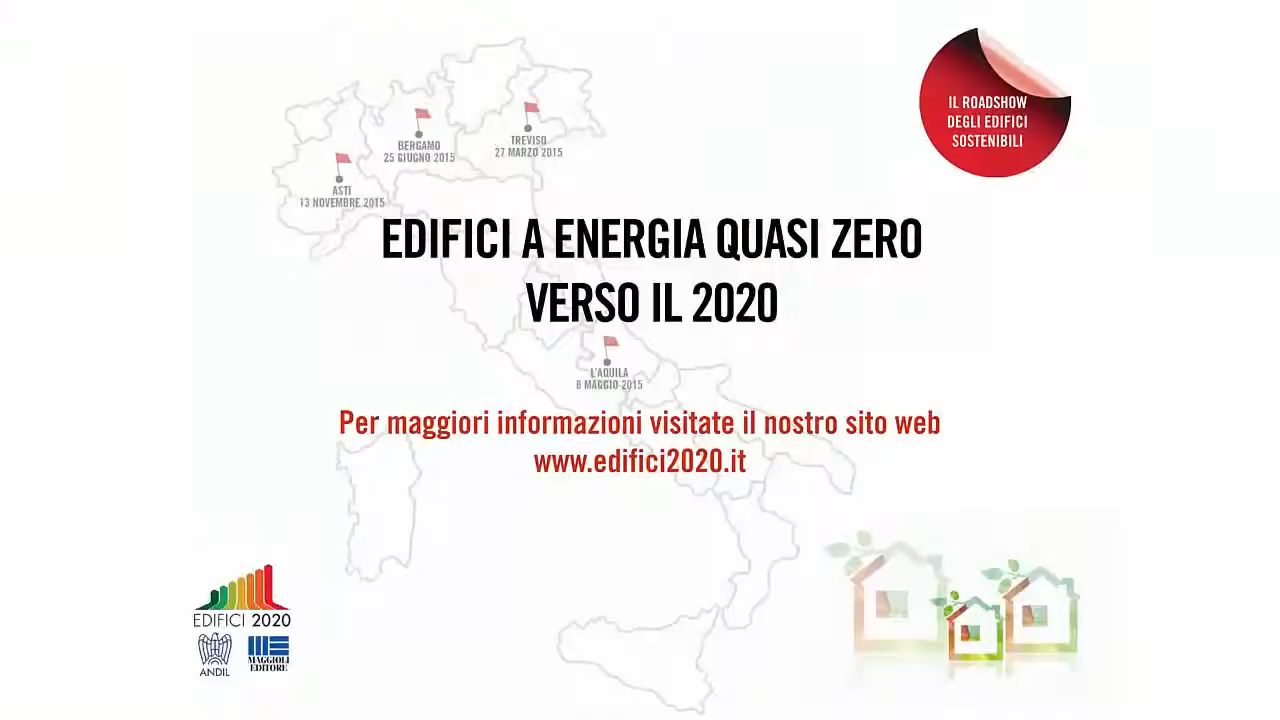 IL ROADSHOW
DEGLI EDIFICI
SOSTENIBILI
TREVISO
27 MARZO 2015
BERGAMO
25 GIUGNO 2015
ASTI
13 NOVEMBRE 2015
EDIFICI A ENERGIA QUASI ZERO
VERSO IL 2020
L'AQUILA
8 MAGGIO 2015
Per maggiori informazioni visitate il nostro sito web
www.edifici2020.it
EDIFICI 2020
ANDIL
MAGGIOLI
EDITORE